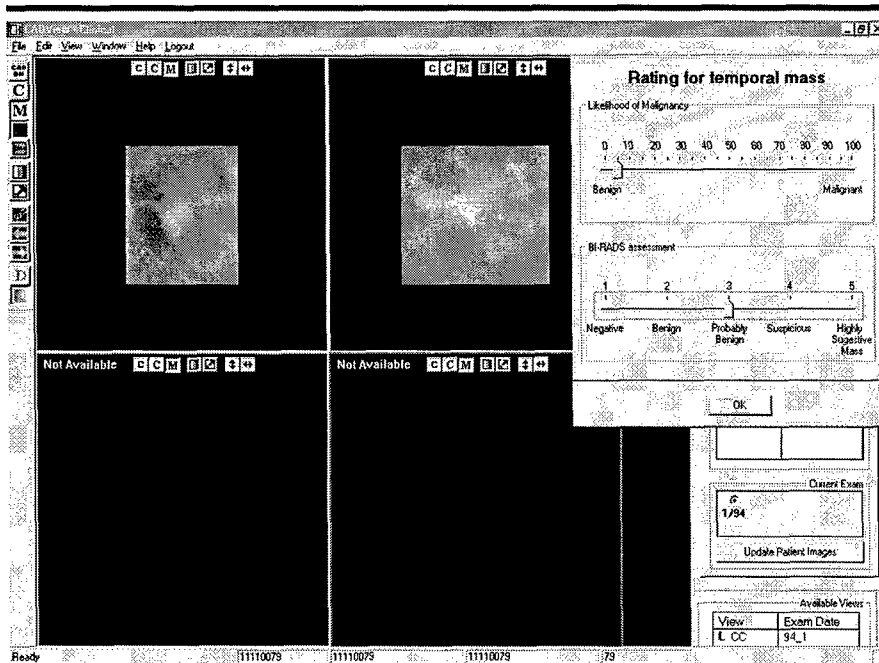 File Edit View Window Help Logout
C C M
C C M
Rating for temporal mass
C
M
Likelihood of Malignancy
0 10 20 30 40 50 60 70 80 90 100
Benign Malignant
BI-RADS assessment
1 2 3 4 5
Negative Benign Probably Benign Suspicious Highly Sugestive Mass
D
OK
Not Available C C M
Not Available C C M
Current Exam
1/94
Update Patient Images
Available Views
View Exam Date
L CC 94_1
Ready 11110079 11110079 11110079 79